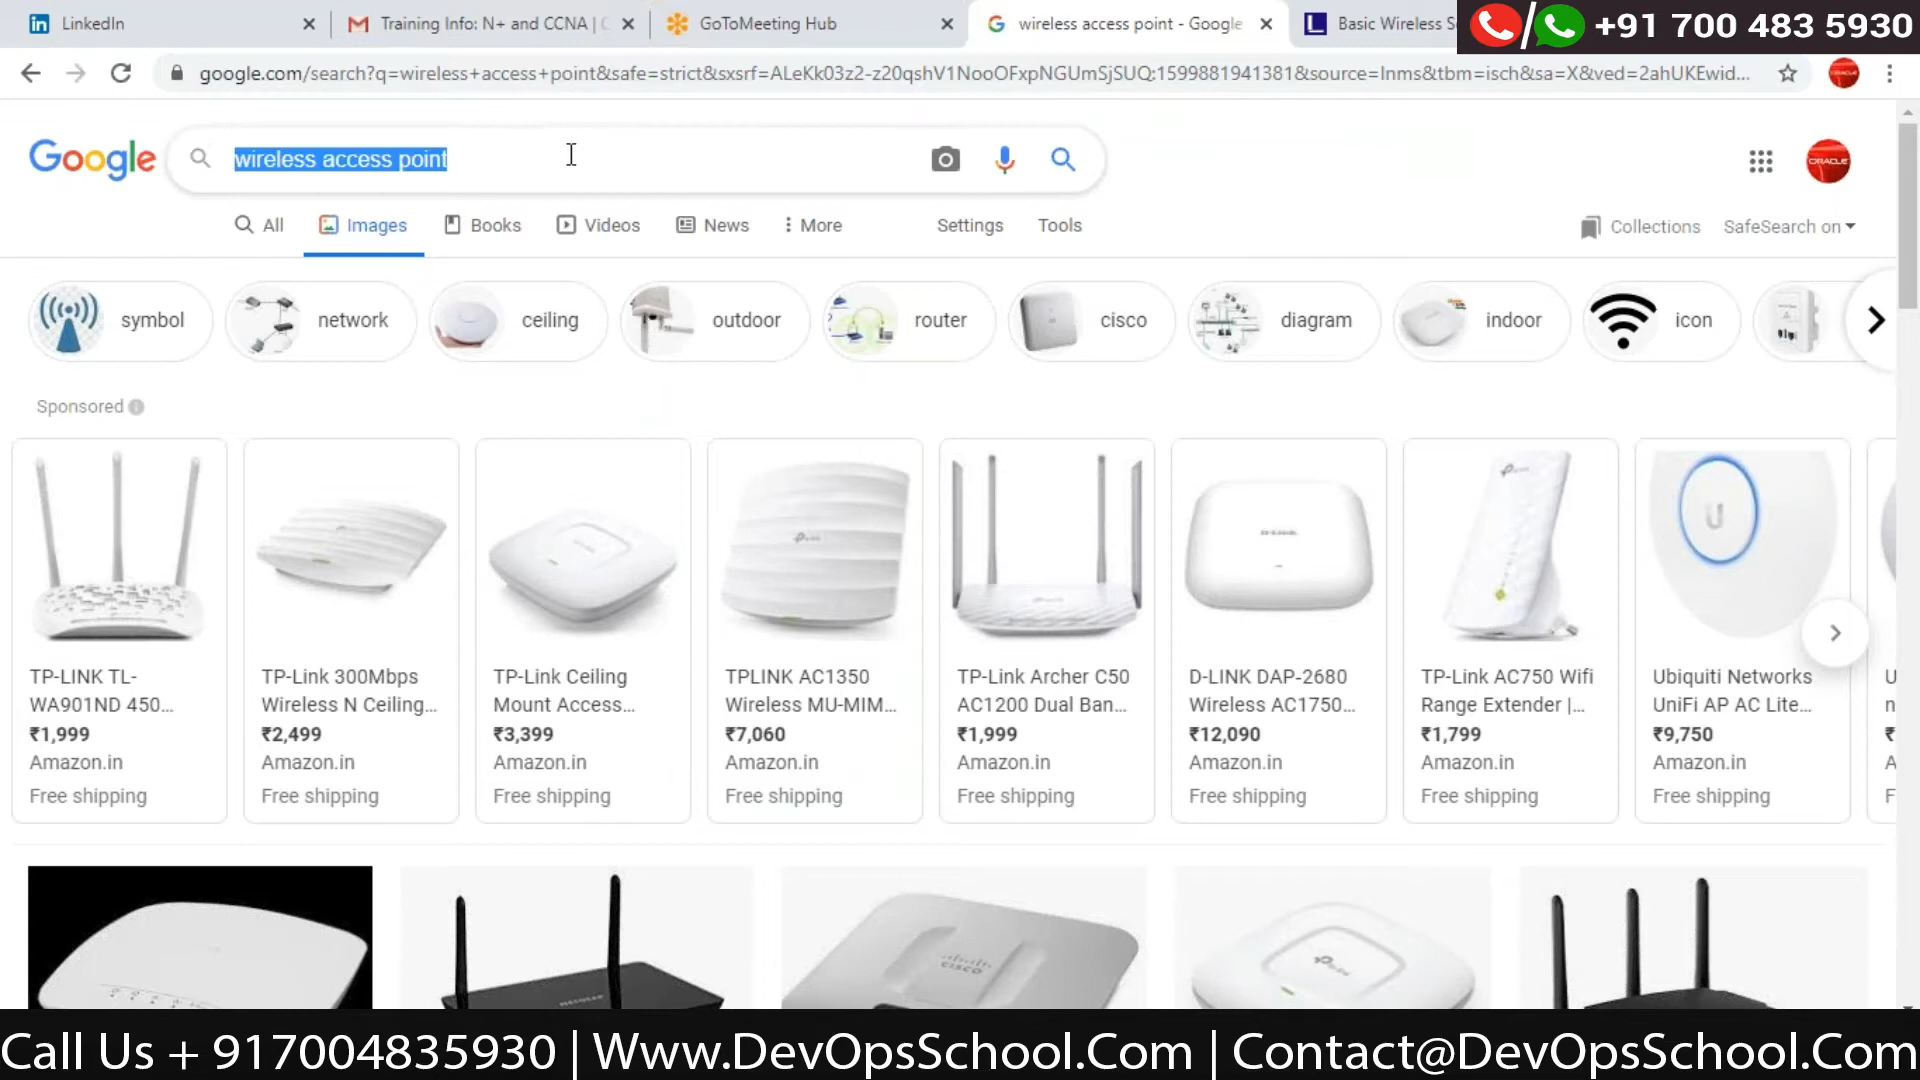 LinkedIn
Training Info: N+ and CCNA | C
GoToMeeting Hub
wireless access point - Google
Basic Wireless S
+91 700 483 5930
google.com/search?q=wireless+access+point&safe=strict&sxsrf=ALeKk03z2-z20qshV1NooOFxpNGUmSjSUQ:1599881941381&source=lnms&tbm=isch&sa=X&ved=2ahUKEwid...
Google
wireless access point
ORACLE
All
Images
Books
Videos
News
More
Settings
Tools
Collections
SafeSearch on
symbol
network
ceiling
outdoor
router
cisco
diagram
indoor
icon
Sponsored
TP-LINK TL-
WA901ND 450...
₹1,999
Amazon.in
Free shipping
TP-Link 300Mbps
Wireless N Ceiling...
₹2,499
Amazon.in
Free shipping
TP-Link Ceiling
Mount Access...
₹3,399
Amazon.in
Free shipping
TPLINK AC1350
Wireless MU-MIM...
₹7,060
Amazon.in
Free shipping
TP-Link Archer C50
AC1200 Dual Ban...
₹1,999
Amazon.in
Free shipping
D-LINK DAP-2680
Wireless AC1750...
₹12,090
Amazon.in
Free shipping
TP-Link AC750 Wifi
Range Extender |...
₹1,799
Amazon.in
Free shipping
Ubiquiti Networks
UniFi AP AC Lite...
₹9,750
Amazon.in
Free shipping
U
n
₹
A
F
CISCO
tp-link
Call Us + 917004835930 | Www.DevOpsSchool.Com | Contact@DevOpsSchool.Com